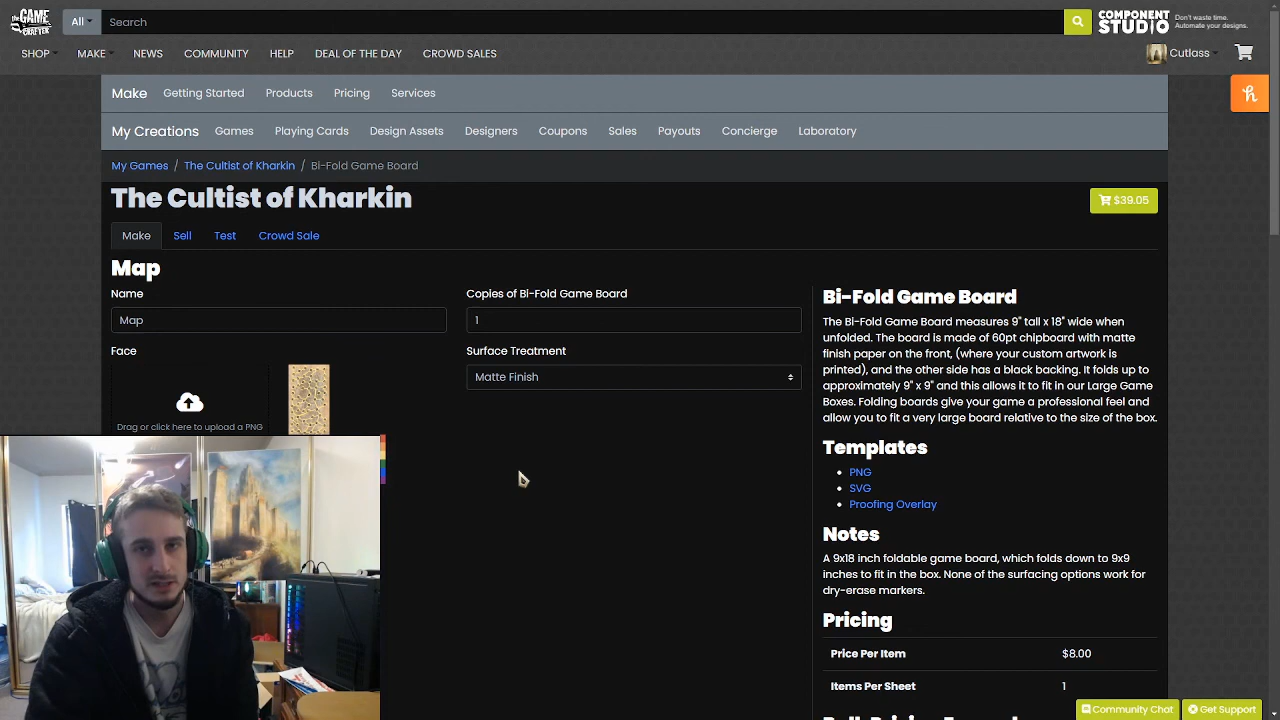 the GAME CRAFTER
All
Search
COMPONENT STUDIO
Don't waste time.
Automate your designs.
SHOP
MAKE
NEWS
COMMUNITY
HELP
DEAL OF THE DAY
CROWD SALES
Cutlass
Make
Getting Started
Products
Pricing
Services
My Creations
Games
Playing Cards
Design Assets
Designers
Coupons
Sales
Payouts
Concierge
Laboratory
My Games / The Cultist of Kharkin / Bi-Fold Game Board
The Cultist of Kharkin
$39.05
Make
Sell
Test
Crowd Sale
Map
Name
Map
Copies of Bi-Fold Game Board
1
Face
Drag or click here to upload a PNG
Surface Treatment
Matte Finish
Bi-Fold Game Board
The Bi-Fold Game Board measures 9" tall x 18" wide when
unfolded. The board is made of 60pt chipboard with matte
finish paper on the front, (where your custom artwork is
printed), and the other side has a black backing. It folds up to
approximately 9" x 9" and this allows it to fit in our Large Game
Boxes. Folding boards give your game a professional feel and
allow you to fit a very large board relative to the size of the box.
Templates
PNG
SVG
Proofing Overlay
Notes
A 9x18 inch foldable game board, which folds down to 9x9
inches to fit in the box. None of the surfacing options work for
dry-erase markers.
Pricing
Price Per Item $8.00
Items Per Sheet 1
Community Chat
Get Support